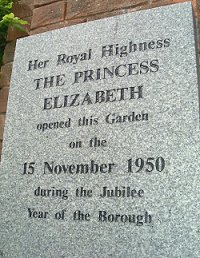 Her Royal Highness
THE PRINCESS
ELIZABETH
opened this Garden
on the
15 November 1950
during the Jubilee
Year of the Borough